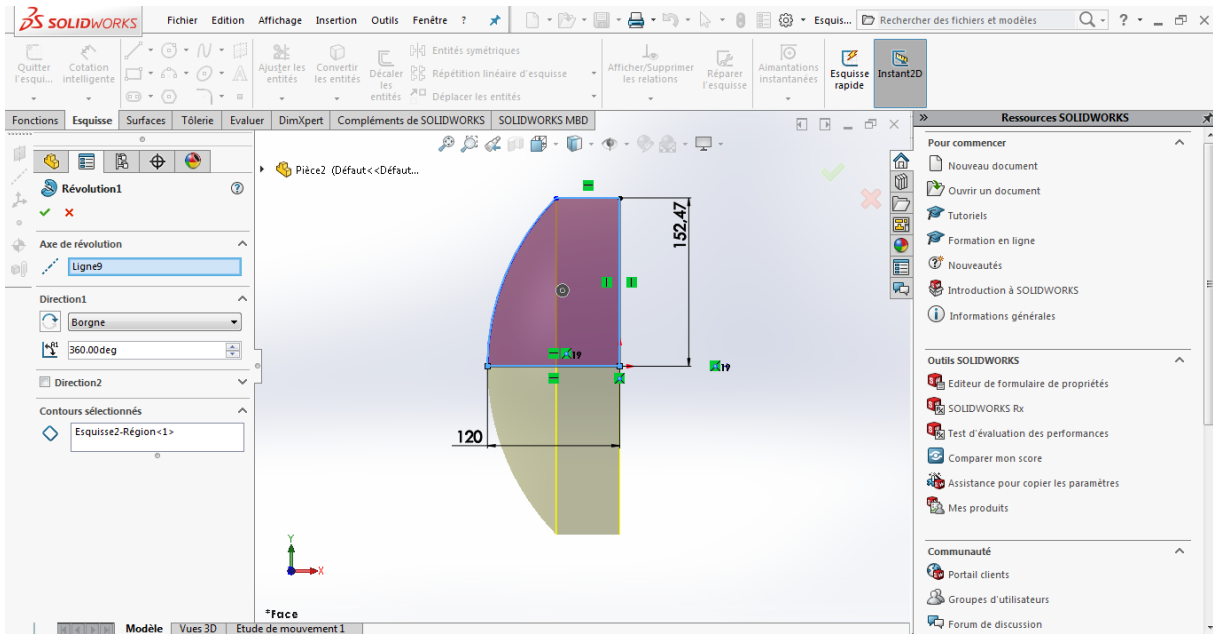 SOLIDWORKS
Fichier Edition Affichage Insertion Outils Fenêtre ?
Esquis...
Rechercher des fichiers et modèles
?
Quitter l'esqui...
Cotation intelligente
Ajuster les entités
Convertir les entités
Décaler les entités
Entités symétriques
Répétition linéaire d'esquisse
Déplacer les entités
Afficher/Supprimer les relations
Réparer l'esquisse
Aimantations instantanées
Esquisse rapide
Instant2D
Fonctions Esquisse Surfaces Tôlerie Evaluer DimXpert Compléments de SOLIDWORKS SOLIDWORKS MBD
Révolution1
Axe de révolution
Ligne9
Direction1
Borgne
360.00deg
Direction2
Contours sélectionnés
Esquisse2-Région<1>
Pièce2 (Défaut<<Défaut...
152,47
19
19
120
Y
X
*Face
Modèle Vues 3D Etude de mouvement 1
Ressources SOLIDWORKS
Pour commencer
Nouveau document
Ouvrir un document
Tutoriels
Formation en ligne
Nouveautés
Introduction à SOLIDWORKS
Informations générales
Outils SOLIDWORKS
Editeur de formulaire de propriétés
SOLIDWORKS Rx
Test d'évaluation des performances
Comparer mon score
Assistance pour copier les paramètres
Mes produits
Communauté
Portail clients
Groupes d'utilisateurs
Forum de discussion